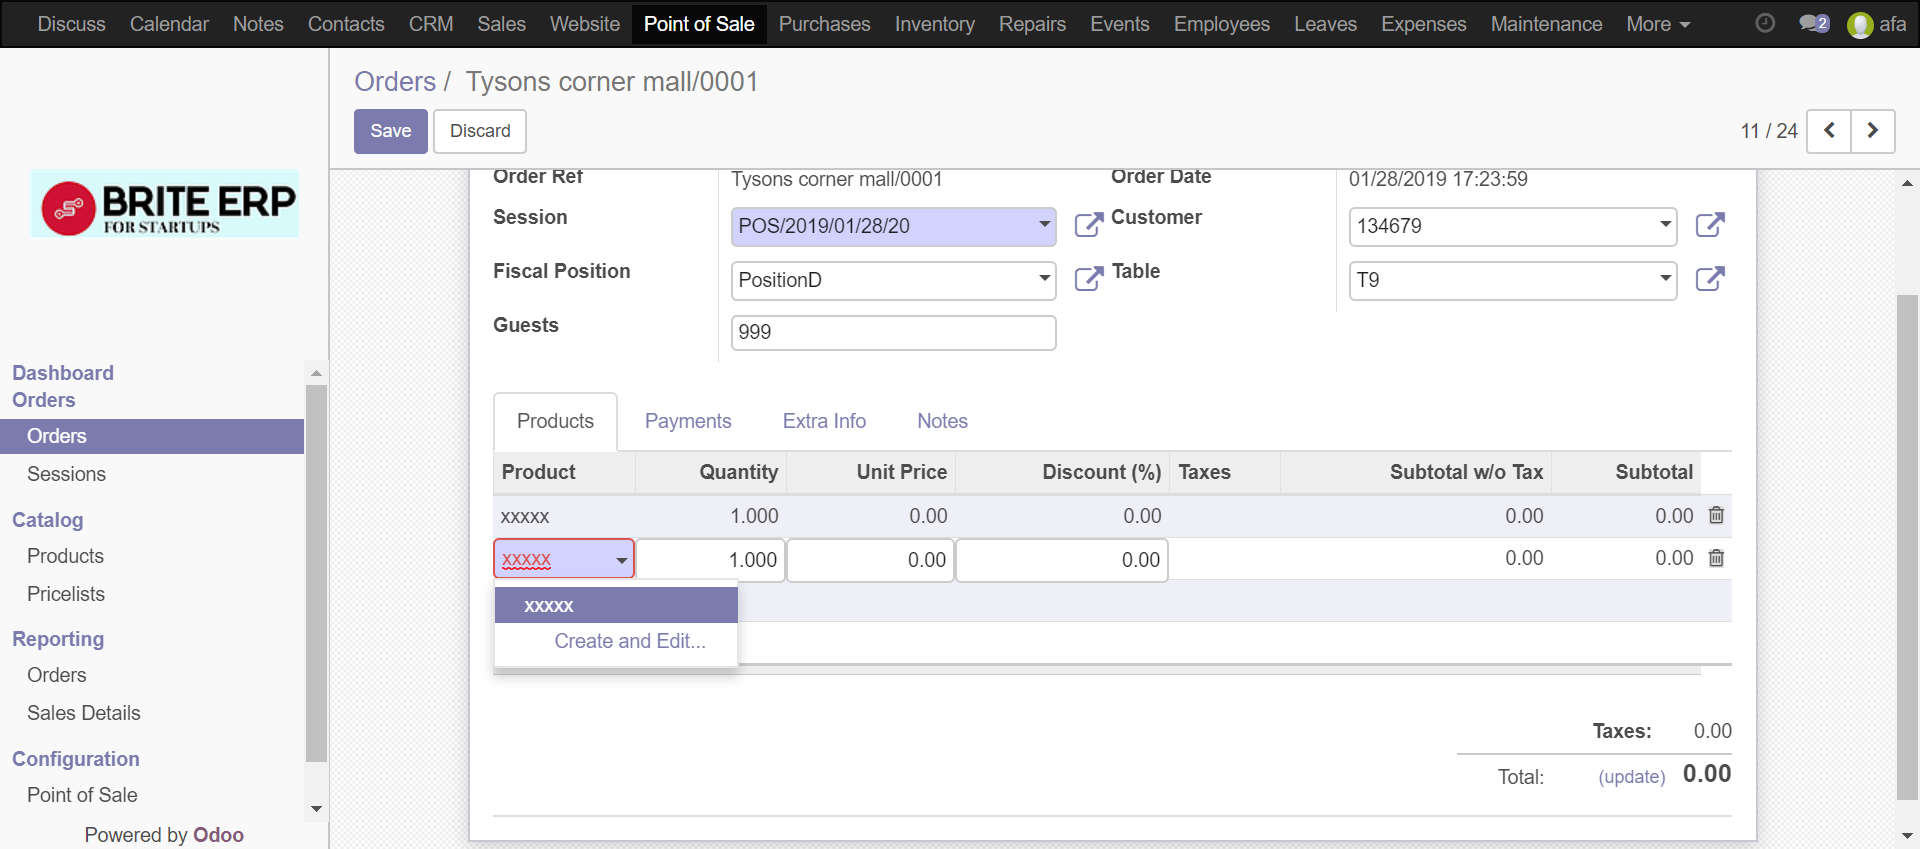 Discuss Calendar Notes Contacts CRM Sales Website Point of Sale Purchases Inventory Repairs Events Employees Leaves Expenses Maintenance More 2 afa
Orders / Tysons corner mall/0001
Save Discard 11 / 24
BRITE ERP
FOR STARTUPS
Dashboard
Orders
Orders
Sessions
Catalog
Products
Pricelists
Reporting
Orders
Sales Details
Configuration
Point of Sale
Powered by Odoo
Order Ref Tysons corner mall/0001 Order Date 01/28/2019 17:23:59
Session POS/2019/01/28/20 Customer 134679
Fiscal Position PositionD Table T9
Guests 999
Products Payments Extra Info Notes
Product Quantity Unit Price Discount (%) Taxes Subtotal w/o Tax Subtotal
xxxxx 1.000 0.00 0.00 0.00 0.00
xxxxx 1.000 0.00 0.00 0.00 0.00
xxxxx
Create and Edit...
Taxes: 0.00
Total: (update) 0.00